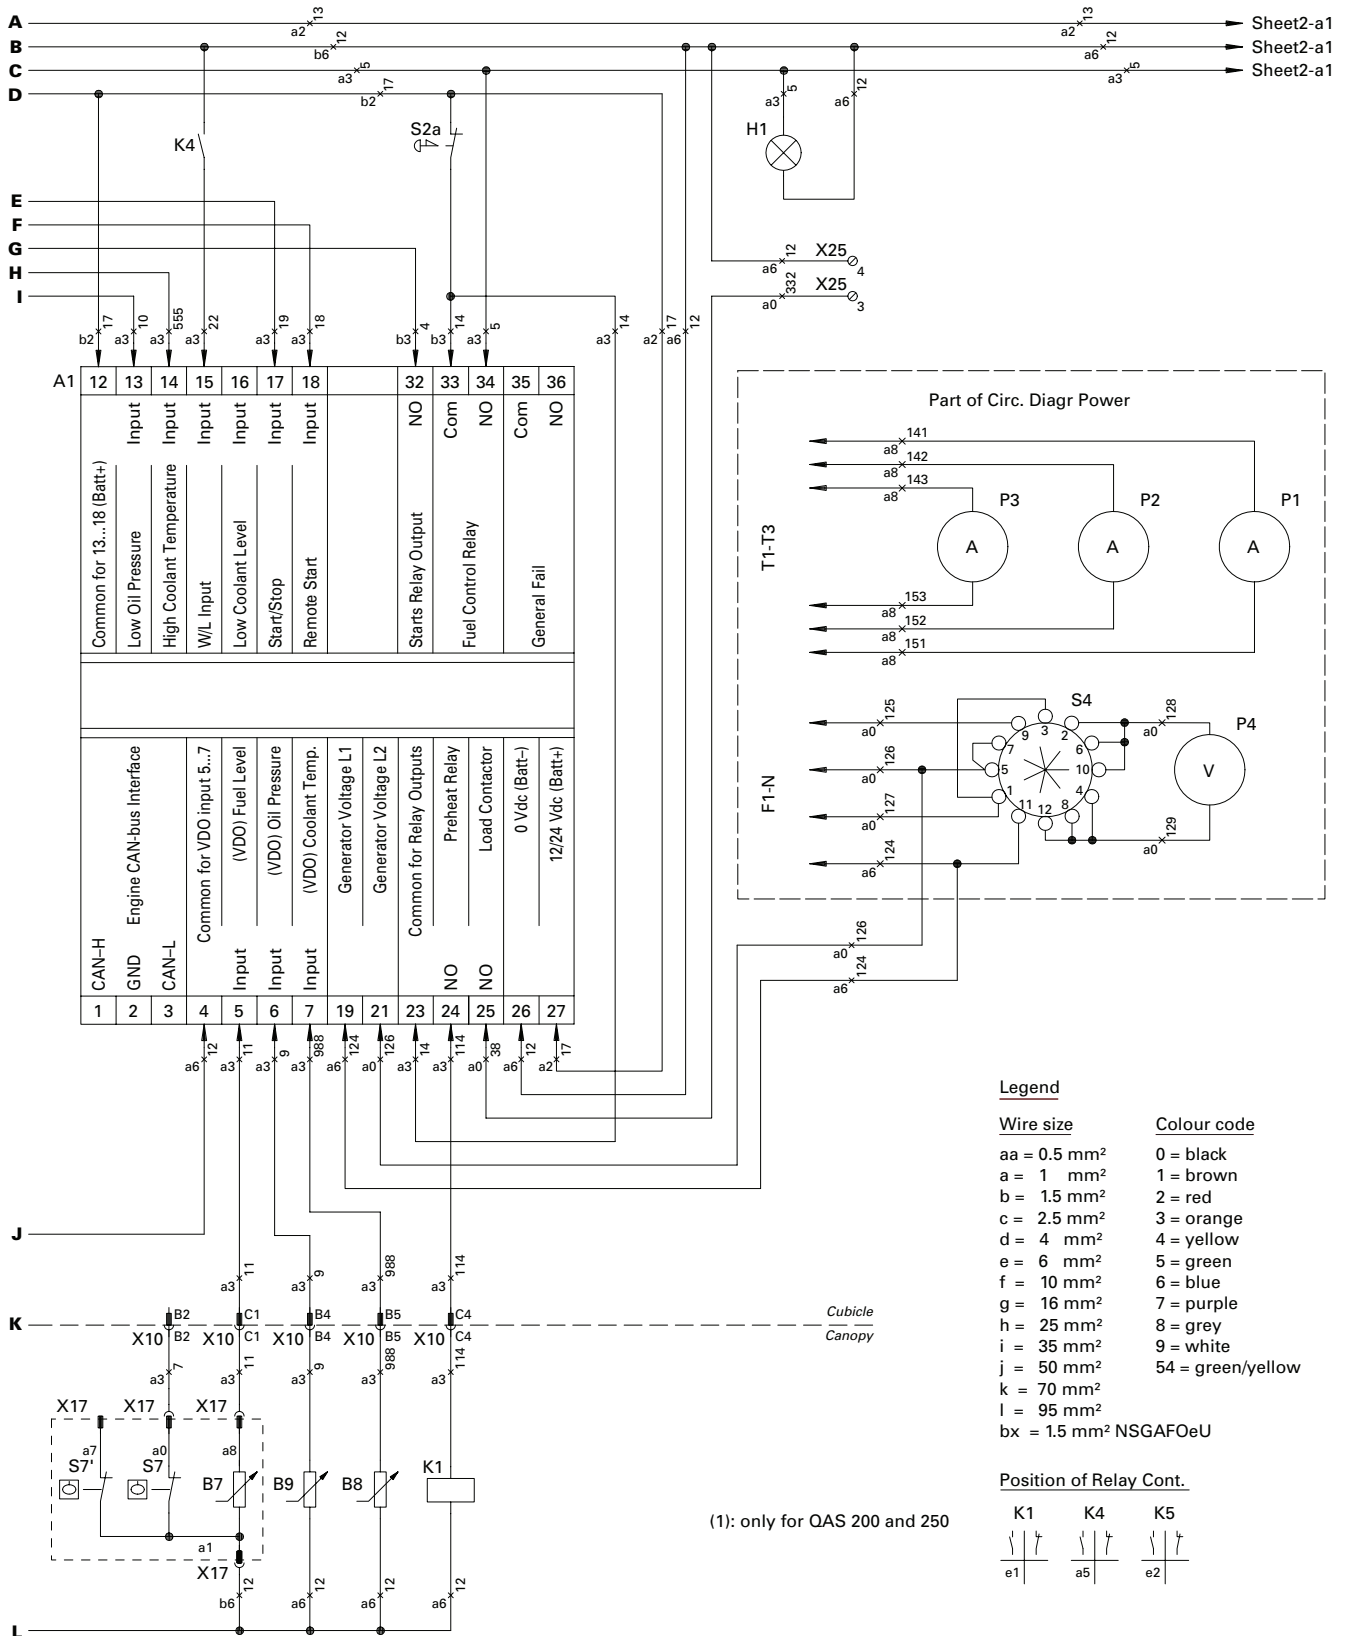 A
a2 13
a2 13
Sheet2-a1
B
b6 12
a6 12
Sheet2-a1
C
a3 5
a3 5
Sheet2-a1
D
b2 17
a3 5
a6 12
K4
S2a
H1
E
F
G
H
I
a6 12 X25 4
a0 332 X25 3
b2 17
a3 10
a3 555
a3 22
a3 19
a3 18
b3 4
b3 14
a3 5
a3 14
a2 17
a6 12
A1 12 13 14 15 16 17 18 32 33 34 35 36
Common for 13...18 (Batt+)
Low Oil Pressure Input
High Coolant Temperature Input
W/L Input Input
Low Coolant Level Input
Start/Stop Input
Remote Start Input
Starts Relay Output NO
Fuel Control Relay Com NO
General Fail Com NO
CAN–H
GND Engine CAN-bus Interface
CAN–L
Common for VDO input 5...7
Input (VDO) Fuel Level
Input (VDO) Oil Pressure
Input (VDO) Coolant Temp.
Generator Voltage L1
Generator Voltage L2
Common for Relay Outputs
NO Preheat Relay
NO Load Contactor
0 Vdc (Batt–)
12/24 Vdc (Batt+)
1 2 3 4 5 6 7 19 21 23 24 25 26 27
a6 12
a3 11
a3 9
a3 988
a6 124
a0 126
a3 14
a3 114
a0 38
a6 12
a2 17
Part of Circ. Diagr Power
T1-T3
a8 141
a8 142
a8 143
P3
P2
P1
A
A
A
a8 153
a8 152
a8 151
F1-N
a0 125
a0 126
a0 127
a6 124
S4
9 3 2
7 6
5 10
1 4
11 12 8
a0 128
P4
V
a0 129
a0 126
a6 124
J
a3 11
a3 9
a3 988
a3 114
B2 C1 B4 B5 C4
Cubicle
K
Canopy
X10 B2
X10 C1
X10 B4
X10 B5
X10 C4
a3 7
a3 11
a3 9
a3 988
a3 114
X17 X17 X17
a7 a0 a8
S7' S7 B7 B9 B8 K1
a1
X17
b6 12
a6 12
a6 12
a6 12
L
(1): only for QAS 200 and 250
Legend
Wire size
aa = 0.5 mm²
a = 1 mm²
b = 1.5 mm²
c = 2.5 mm²
d = 4 mm²
e = 6 mm²
f = 10 mm²
g = 16 mm²
h = 25 mm²
i = 35 mm²
j = 50 mm²
k = 70 mm²
l = 95 mm²
bx = 1.5 mm² NSGAFOeU
Colour code
0 = black
1 = brown
2 = red
3 = orange
4 = yellow
5 = green
6 = blue
7 = purple
8 = grey
9 = white
54 = green/yellow
Position of Relay Cont.
K1 K4 K5
e1 a5 e2